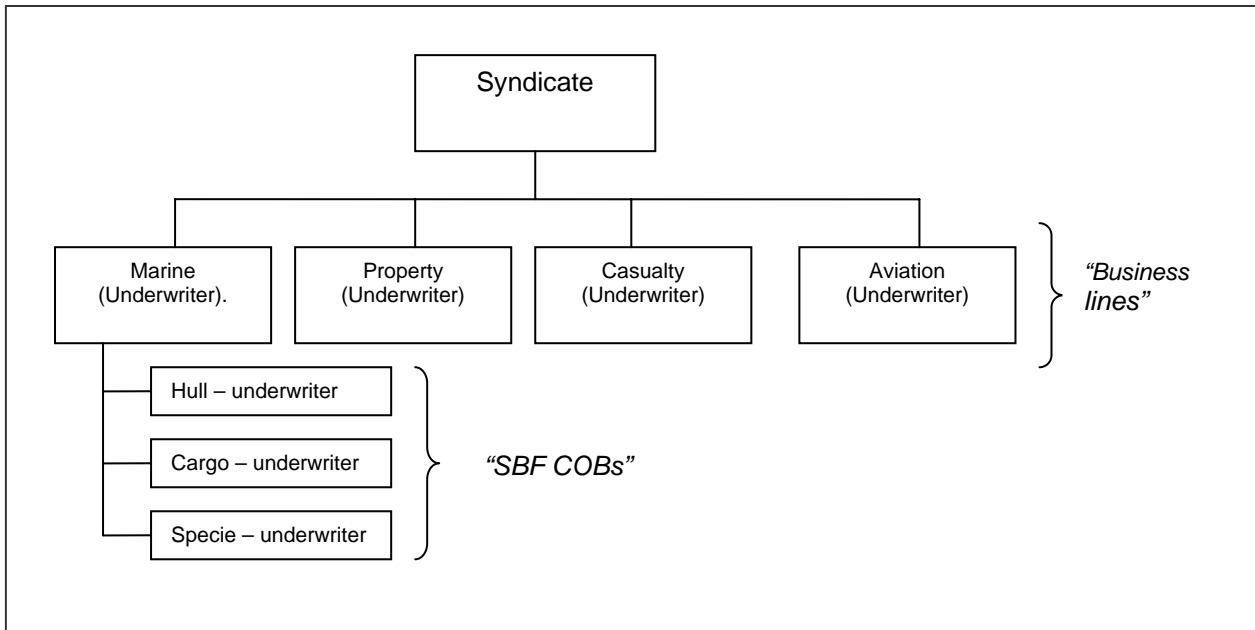 Syndicate
Marine
(Underwriter).
Property
(Underwriter)
Casualty
(Underwriter)
Aviation
(Underwriter)
“Business
lines”
Hull – underwriter
Cargo – underwriter
“SBF COBs”
Specie – underwriter